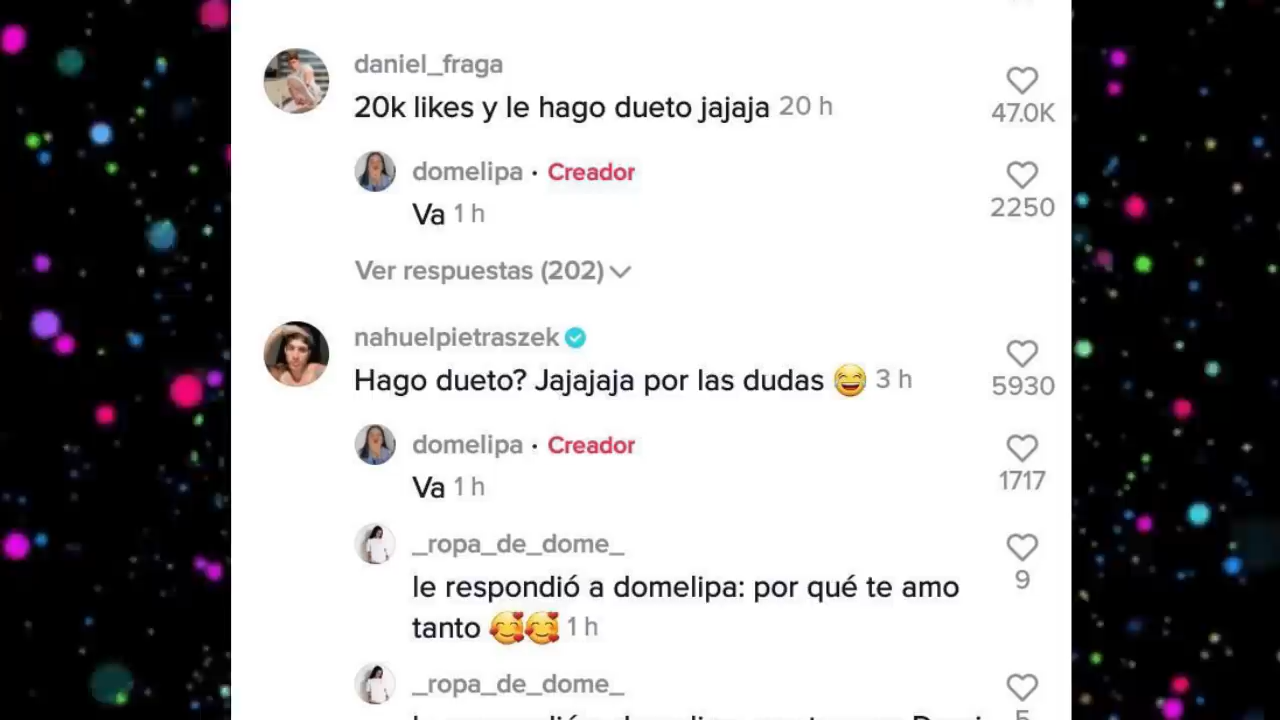 daniel_fraga
20k likes y le hago dueto jajaja 20 h
47.0K
domelipa · Creador
Va 1 h
2250
Ver respuestas (202)
nahuelpietraszek
Hago dueto? Jajajaja por las dudas 😅 3 h
5930
domelipa · Creador
Va 1 h
1717
_ropa_de_dome_
le respondió a domelipa: por qué te amo
tanto 🥰🥰 1 h
9
_ropa_de_dome_
5